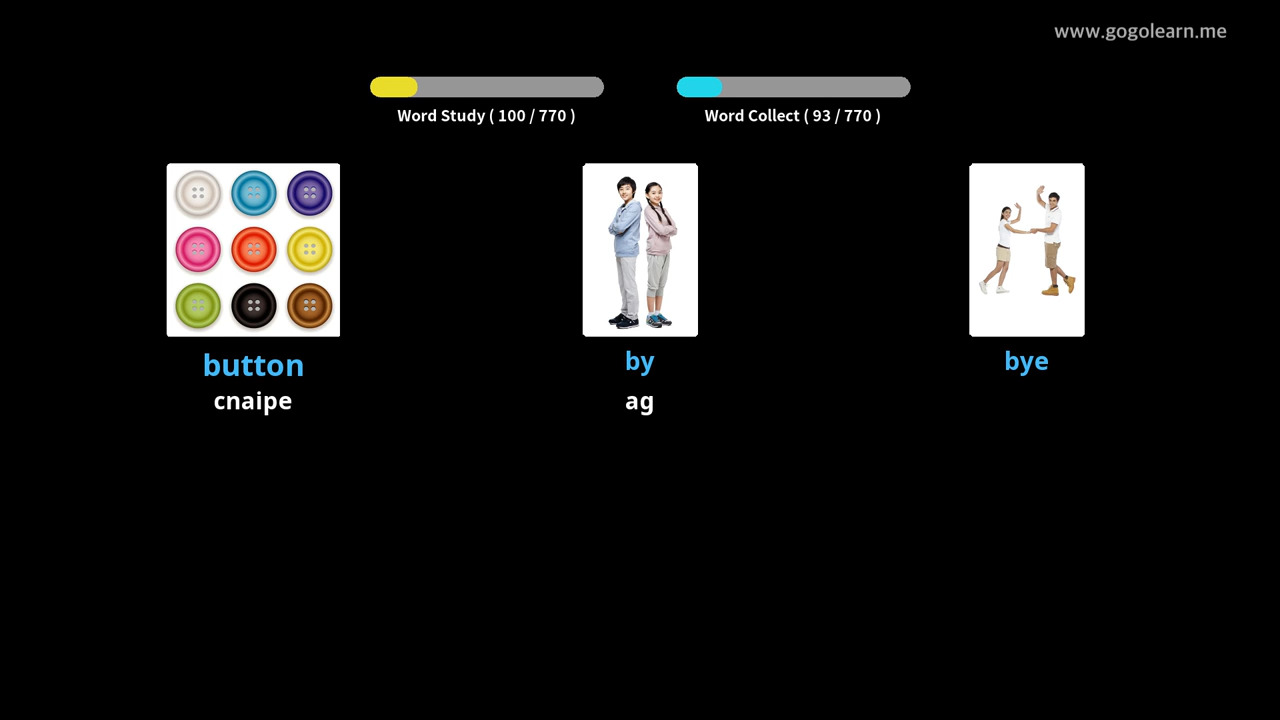 www.gogolearn.me
Word Study ( 100 / 770 )
Word Collect ( 93 / 770 )
button
by
bye
cnaipe
ag